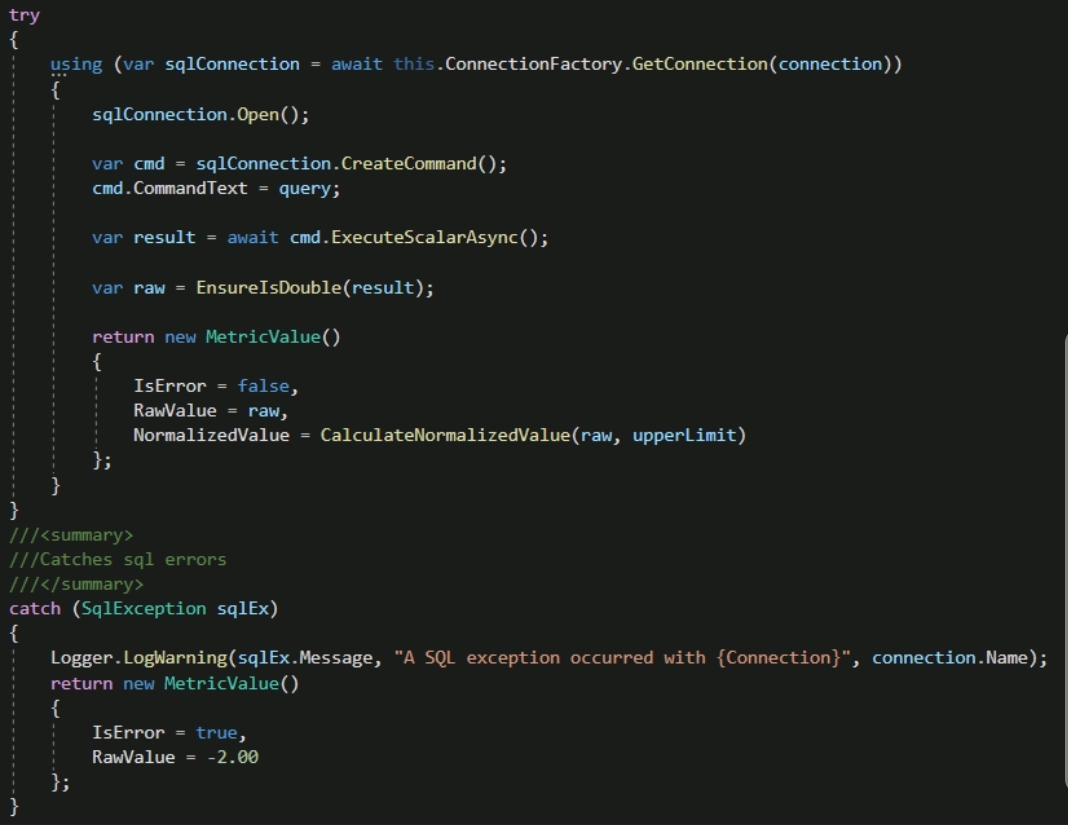 try
{
using (var sqlConnection = await this.ConnectionFactory.GetConnection(connection))
{
sqlConnection.Open();
var cmd = sqlConnection.CreateCommand();
cmd.CommandText = query;
var result = await cmd.ExecuteScalarAsync();
var raw = EnsureIsDouble(result);
return new MetricValue()
{
IsError = false,
RawValue = raw,
NormalizedValue = CalculateNormalizedValue(raw, upperLimit)
};
}
}
///<summary>
///Catches sql errors
///</summary>
catch (SqlException sqlEx)
{
Logger.LogWarning(sqlEx.Message, "A SQL exception occurred with {Connection}", connection.Name);
return new MetricValue()
{
IsError = true,
RawValue = -2.00
};
}